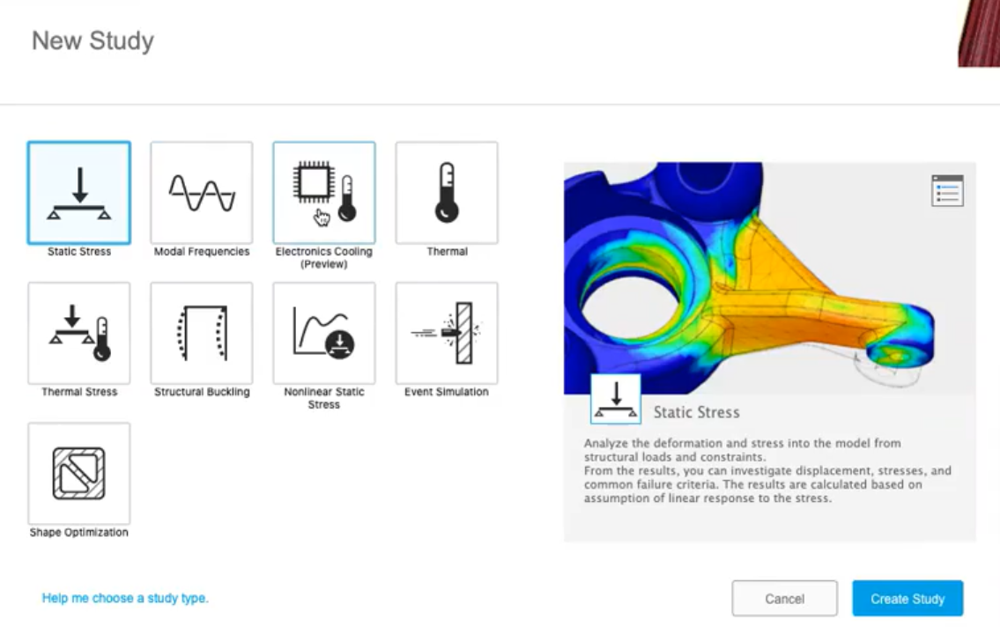 New Study
Static Stress
Modal Frequencies
Electronics Cooling
(Preview)
Thermal
Thermal Stress
Structural Buckling
Nonlinear Static
Stress
Event Simulation
Shape Optimization
Static Stress
Analyze the deformation and stress into the model from
structural loads and constraints.
From the results, you can investigate displacement, stresses, and
common failure criteria. The results are calculated based on
assumption of linear response to the stress.
Help me choose a study type.
Cancel
Create Study